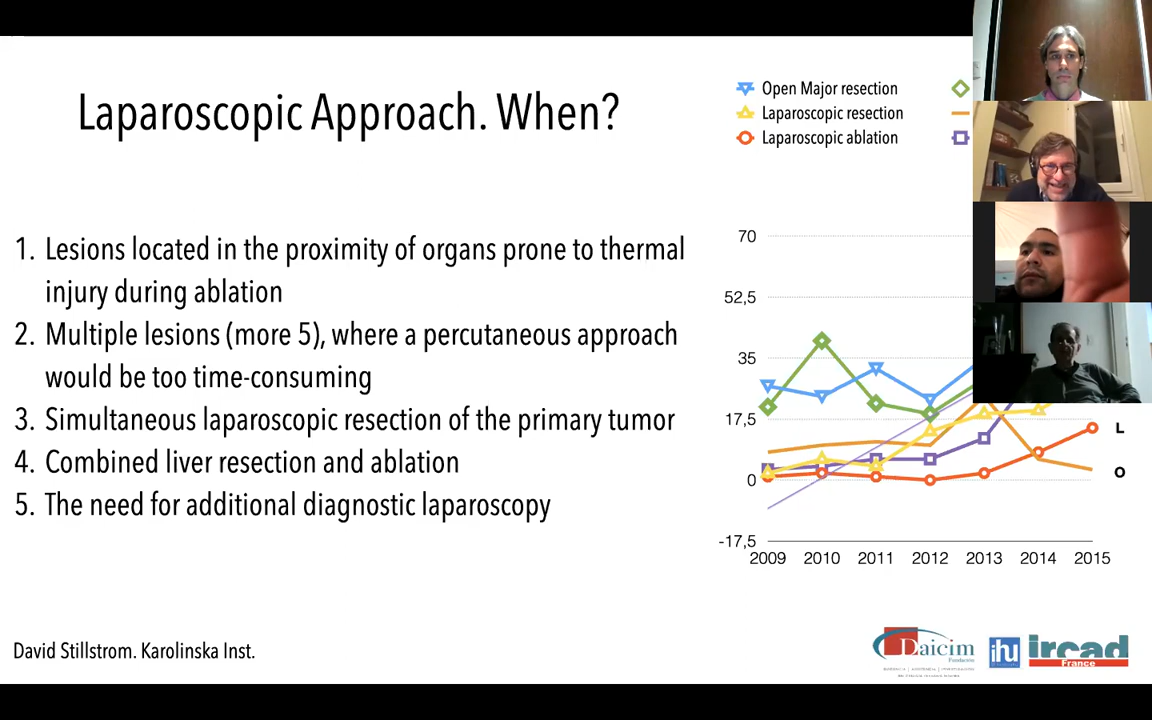 Laparoscopic Approach. When?
1. Lesions located in the proximity of organs prone to thermal
injury during ablation
2. Multiple lesions (more 5), where a percutaneous approach
would be too time-consuming
3. Simultaneous laparoscopic resection of the primary tumor
4. Combined liver resection and ablation
5. The need for additional diagnostic laparoscopy
Open Major resection
Laparoscopic resection
Laparoscopic ablation
70
52,5
35
17,5
0
-17,5
2009 2010 2011 2012 2013 2014 2015
L
O
David Stillstrom. Karolinska Inst.
Daicim
Fundación
ihu
ircad
France